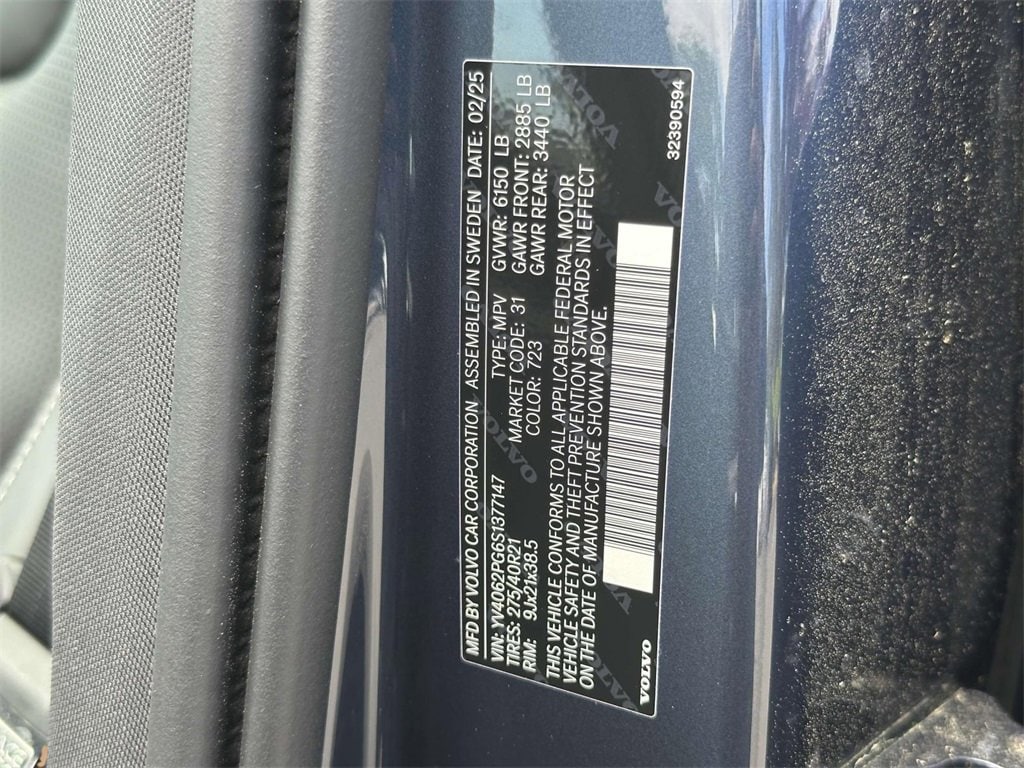 MFD BY VOLVO CAR CORPORATION ASSEMBLED IN SWEDEN DATE: 02/25
VIN: YV4062PG6S1377147 TYPE: MPV GVWR: 6150 LB
TIRES: 275/40R21 MARKET CODE: 31 GAWR FRONT: 2885 LB
RIM: 9Jx21x38.5 COLOR: 723 GAWR REAR: 3440 LB
THIS VEHICLE CONFORMS TO ALL APPLICABLE FEDERAL MOTOR
VEHICLE SAFETY AND THEFT PREVENTION STANDARDS IN EFFECT
ON THE DATE OF MANUFACTURE SHOWN ABOVE.
VOLVO
32390594